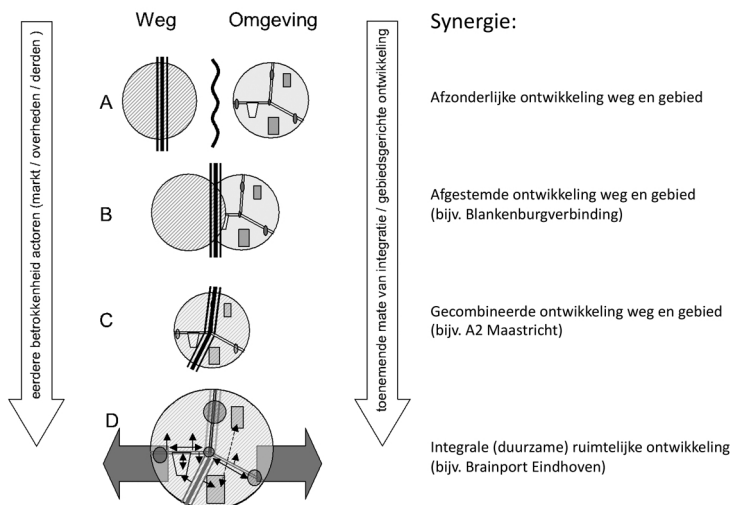 Weg
Omgeving
Synergie:
eerdere betrokkenheid actoren (markt / overheden / derden )
toenemende mate van integratie / gebiedsgerichte ontwikkeling
A
Afzonderlijke ontwikkeling weg en gebied
B
Afgestemde ontwikkeling weg en gebied
(bijv. Blankenburgverbinding)
C
Gecombineerde ontwikkeling weg en gebied
(bijv. A2 Maastricht)
D
Integrale (duurzame) ruimtelijke ontwikkeling
(bijv. Brainport Eindhoven)